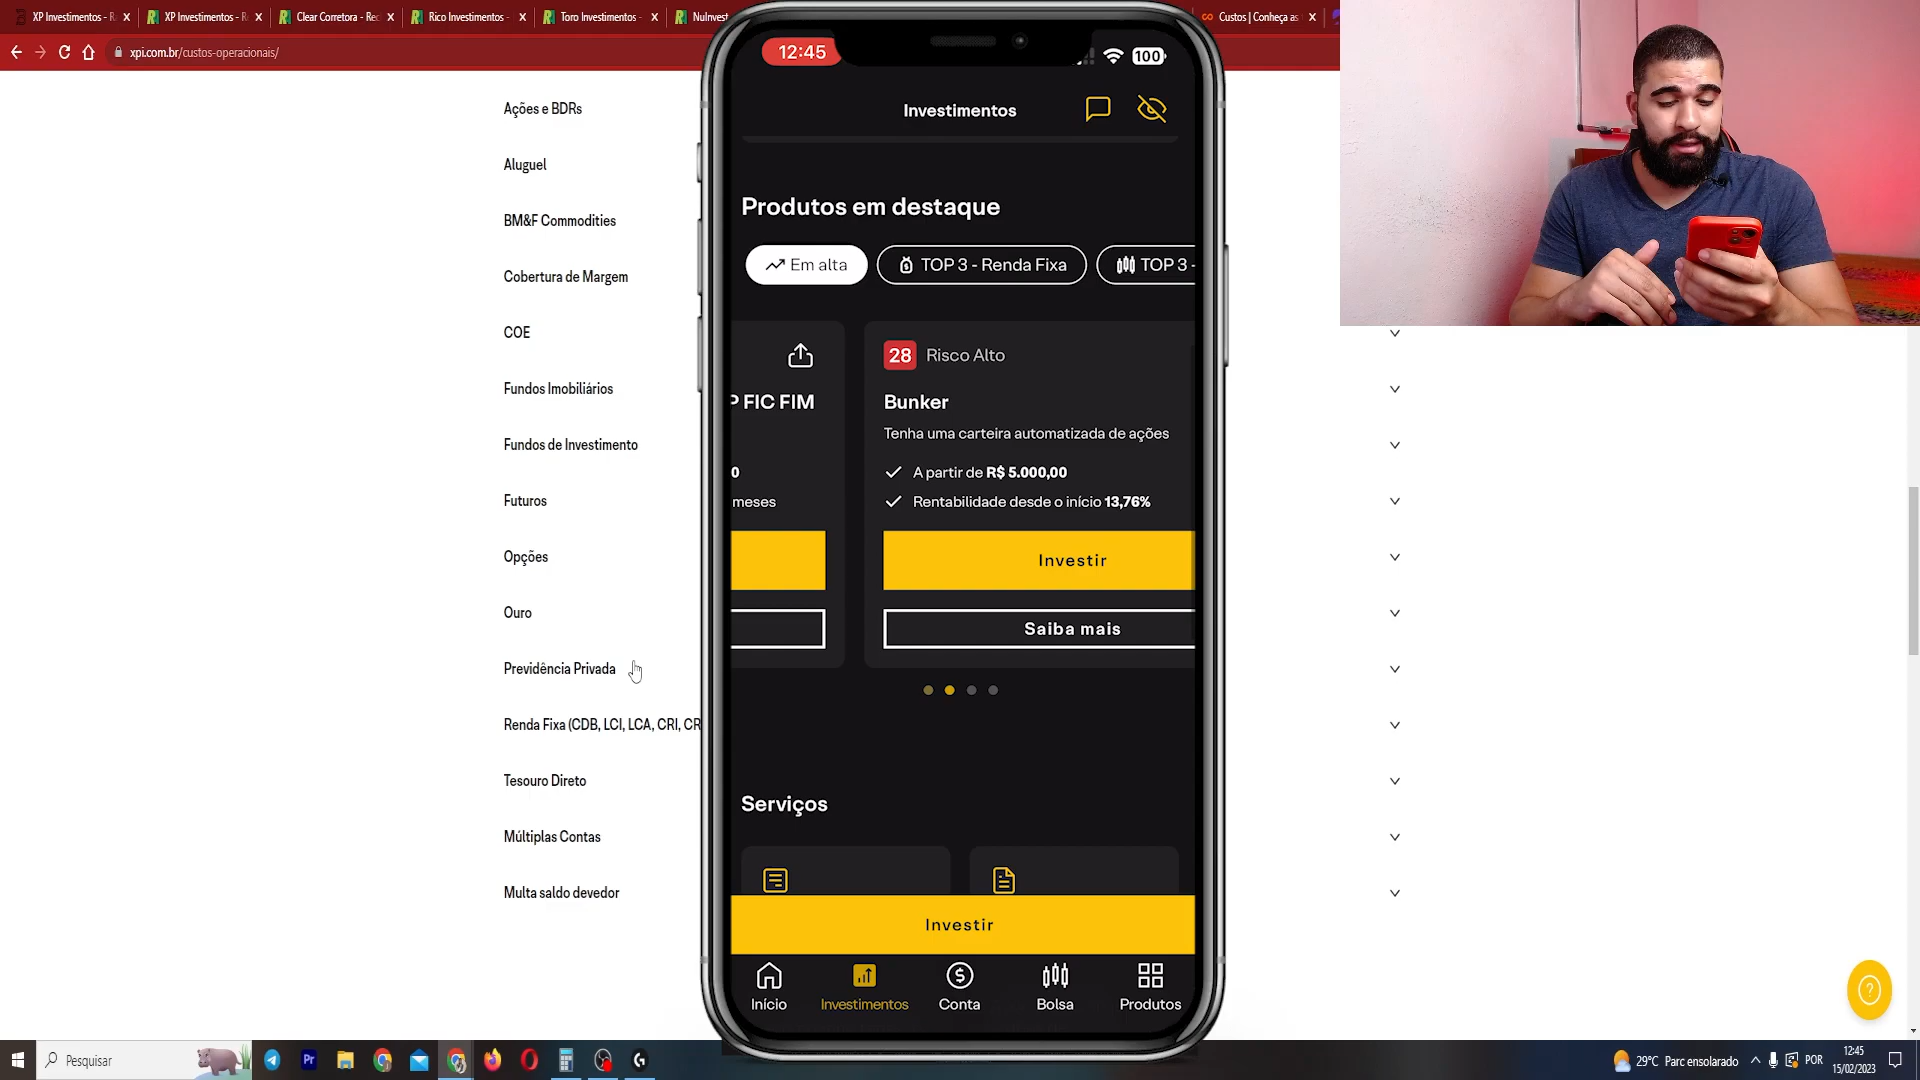 XP Investimentos - R
XP Investimentos - R
Clear Corretora - Rec
Rico Investimentos -
Toro Investimentos -
NuInvest
Custos | Conheça as
xpi.com.br/custos-operacionais/
Ações e BDRs
Aluguel
BM&F Commodities
Cobertura de Margem
COE
Fundos Imobiliários
Fundos de Investimento
Futuros
Opções
Ouro
Previdência Privada
Renda Fixa (CDB, LCI, LCA, CRI, CR
Tesouro Direto
Múltiplas Contas
Multa saldo devedor
12:45
100
Investimentos
Produtos em destaque
Em alta
TOP 3 - Renda Fixa
TOP 3 -
P FIC FIM
0
meses
28 Risco Alto
Bunker
Tenha uma carteira automatizada de ações
A partir de R$ 5.000,00
Rentabilidade desde o início 13,76%
Investir
Saiba mais
Serviços
Investir
Início
Investimentos
Conta
Bolsa
Produtos
Pesquisar
Pr
29°C Parc ensolarado
POR
12:45
15/02/2023